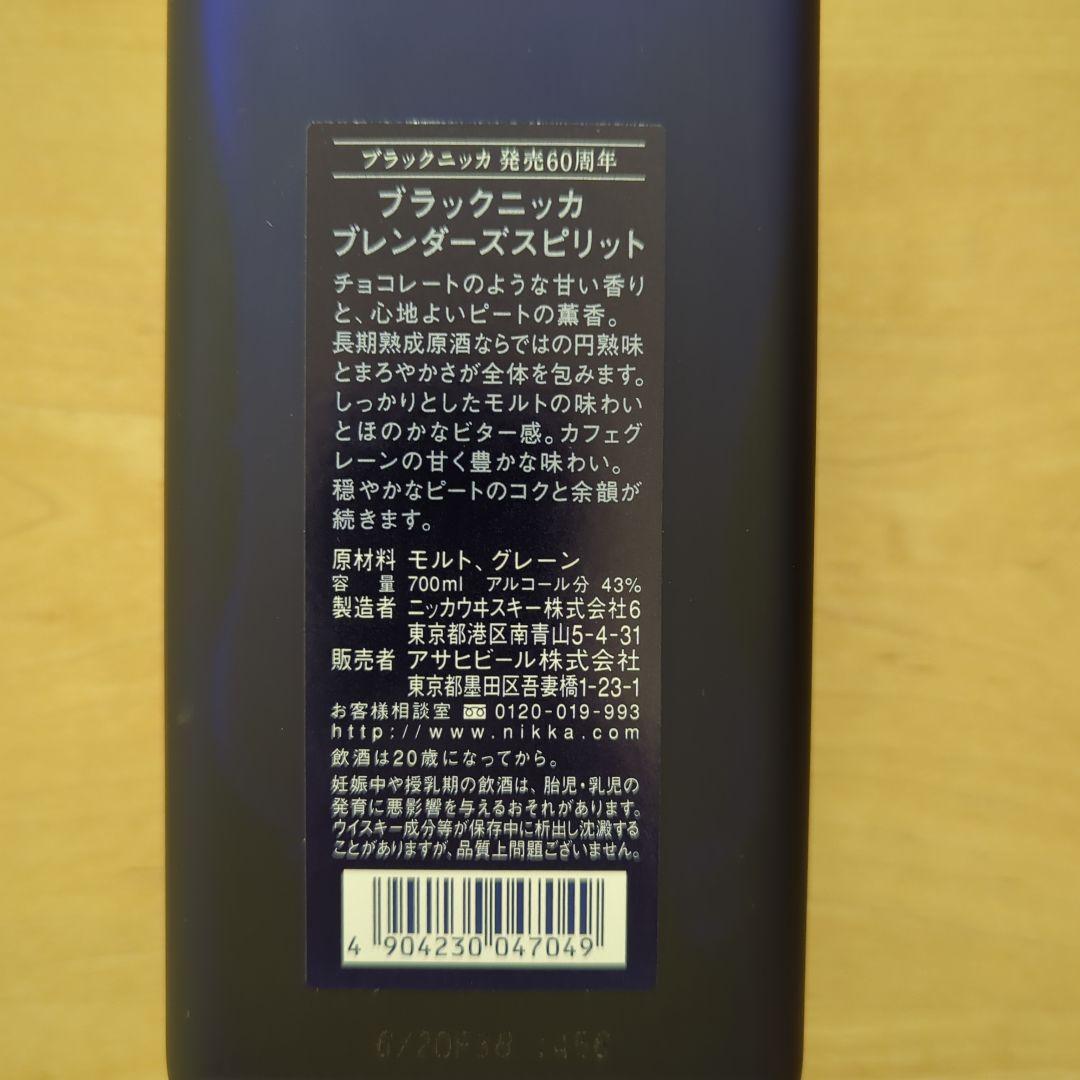 ブラックニッカ 発売60周年
ブラックニッカ
ブレンダーズスピリット
チョコレートのような甘い香り
と、心地よいピートの薫香。
長期熟成原酒ならではの円熟味
とまろやかさが全体を包みます。
しっかりとしたモルトの味わい
とほのかなビター感。カフェグ
レーンの甘く豊かな味わい。
穏やかなピートのコクと余韻が
続きます。
原材料 モルト、グレーン
容 量 700ml アルコール分 43%
製造者 ニッカウヰスキー株式会社6
東京都港区南青山5-4-31
販売者 アサヒビール株式会社
東京都墨田区吾妻橋1-23-1
お客様相談室 0120-019-993
http://www.nikka.com
飲酒は20歳になってから。
妊娠中や授乳期の飲酒は、胎児・乳児の
発育に悪影響を与えるおそれがあります。
ウイスキー成分等が保存中に析出し沈澱する
ことがありますが、品質上問題ございません。
4 904230 047049